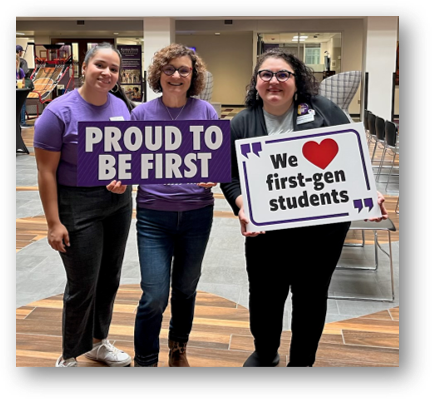 PROUD TO
BE FIRST
We ❤
first-gen
students